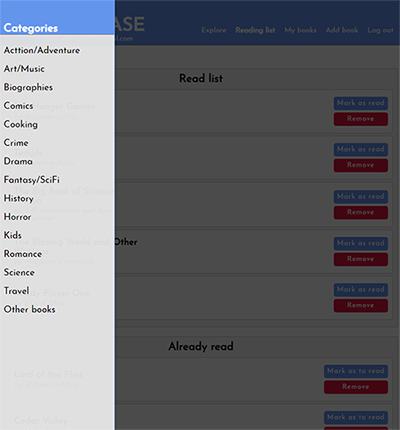 ASE
.com
Explore Reading list My books Add book Log out
Categories
Acttion/Adventure
Art/Music
Biographies
Comics
Cooking
Crime
Drama
Fantasy/SciFi
History
Horror
Kids
Romance
Science
Travel
Other books
Read list
Mark as read
Remove
Mark as read
Remove
Mark as read
Remove
and Other
Mark as read
Remove
Mark as read
Remove
Already read
Mark as to read
Remove
Mark as to read